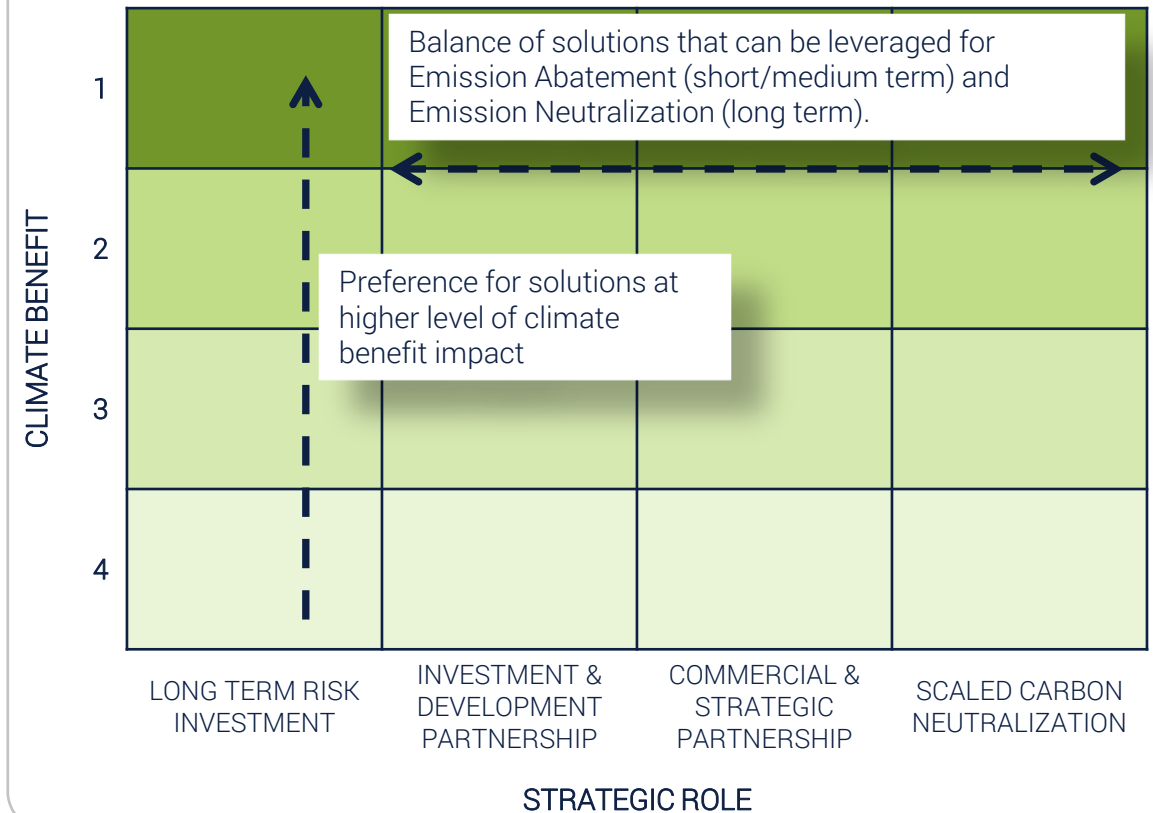 Balance of solutions that can be leveraged for
Emission Abatement (short/medium term) and
Emission Neutralization (long term).
CLIMATE BENEFIT
1
2
3
4
Preference for solutions at
higher level of climate
benefit impact
LONG TERM RISK
INVESTMENT
INVESTMENT &
DEVELOPMENT
PARTNERSHIP
COMMERCIAL &
STRATEGIC
PARTNERSHIP
SCALED CARBON
NEUTRALIZATION
STRATEGIC ROLE